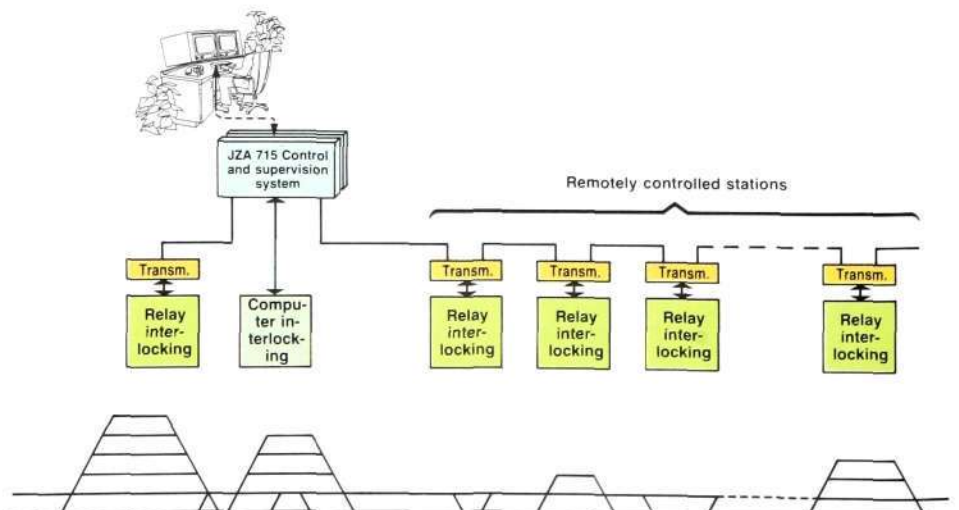 JZA 715 Control
and supervision
system
Remotely controlled stations
Transm.
Relay
inter-
locking
Compu-
ter in-
terlock-
ing
Transm.
Relay
inter-
locking
Transm.
Relay
inter-
locking
Transm.
Relay
inter-
locking
Transm.
Relay
inter-
locking